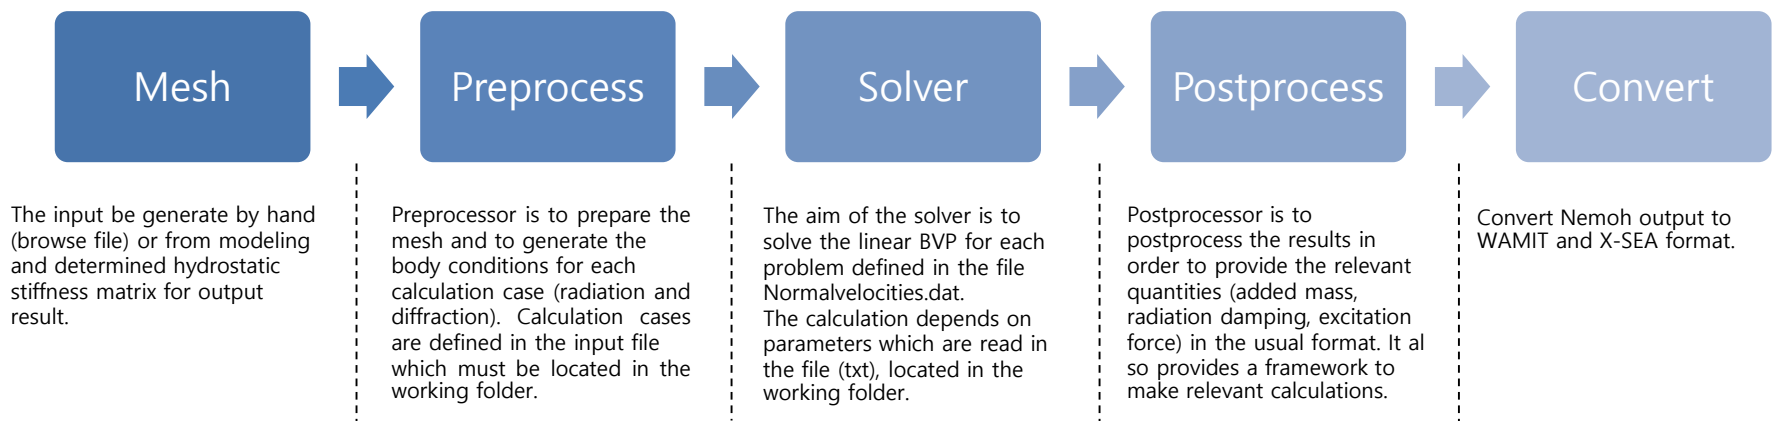 Mesh
Preprocess
Solver
Postprocess
Convert
The input be generate by hand
(browse file) or from modeling
and determined hydrostatic
stiffness matrix for output
result.
Preprocessor is to prepare the
mesh and to generate the
body conditions for each
calculation case (radiation and
diffraction). Calculation cases
are defined in the input file
which must be located in the
working folder.
The aim of the solver is to
solve the linear BVP for each
problem defined in the file
Normalvelocities.dat.
The calculation depends on
parameters which are read in
the file (txt), located in the
working folder.
Postprocessor is to
postprocess the results in
order to provide the relevant
quantities (added mass,
radiation damping, excitation
force) in the usual format. It al
so provides a framework to
make relevant calculations.
Convert Nemoh output to
WAMIT and X-SEA format.